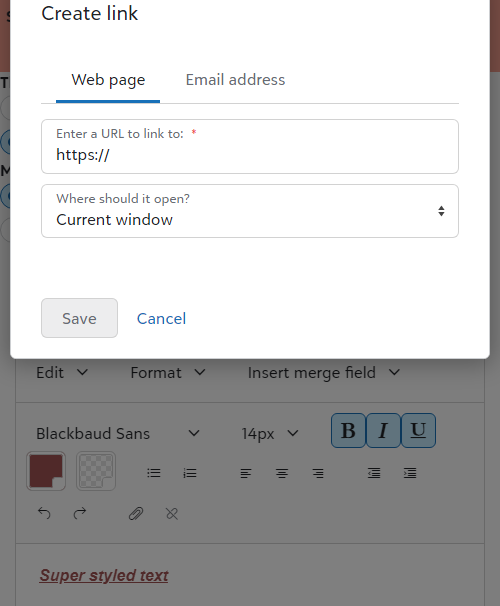 Create link
Web page
Email address
Enter a URL to link to: *
https://
Where should it open?
Current window
Save
Cancel
Edit
Format
Insert merge field
Blackbaud Sans
14px
B
I
U
Super styled text